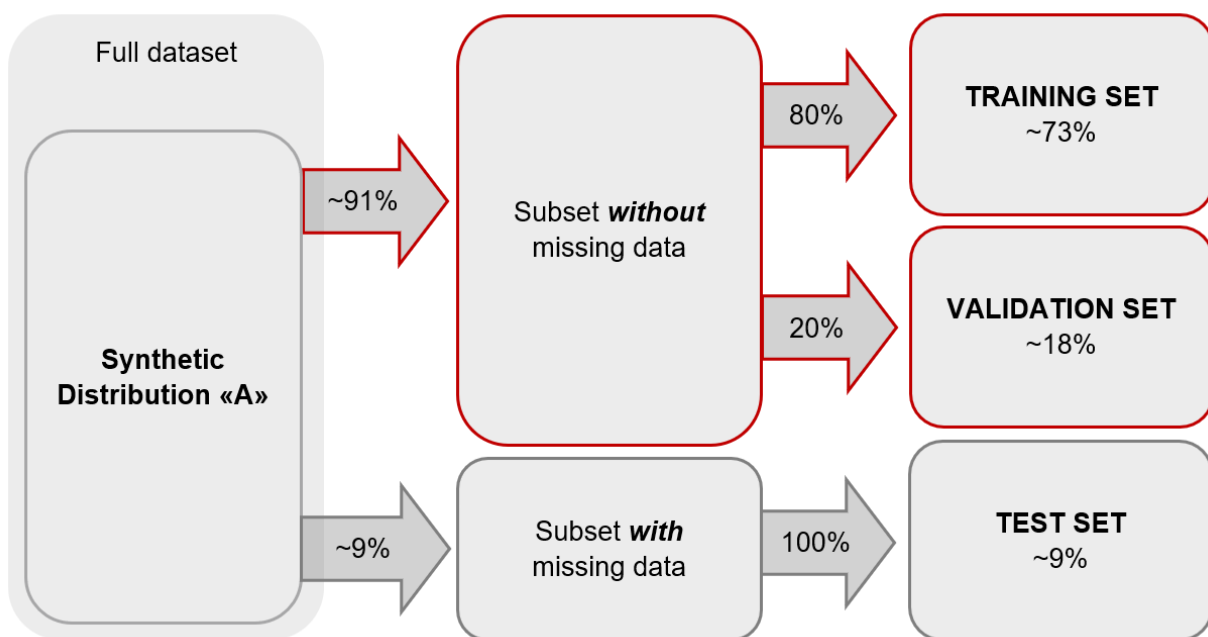 Full dataset
Synthetic
Distribution «A»
~91%
~9%
Subset without
missing data
Subset with
missing data
80%
20%
100%
TRAINING SET
~73%
VALIDATION SET
~18%
TEST SET
~9%